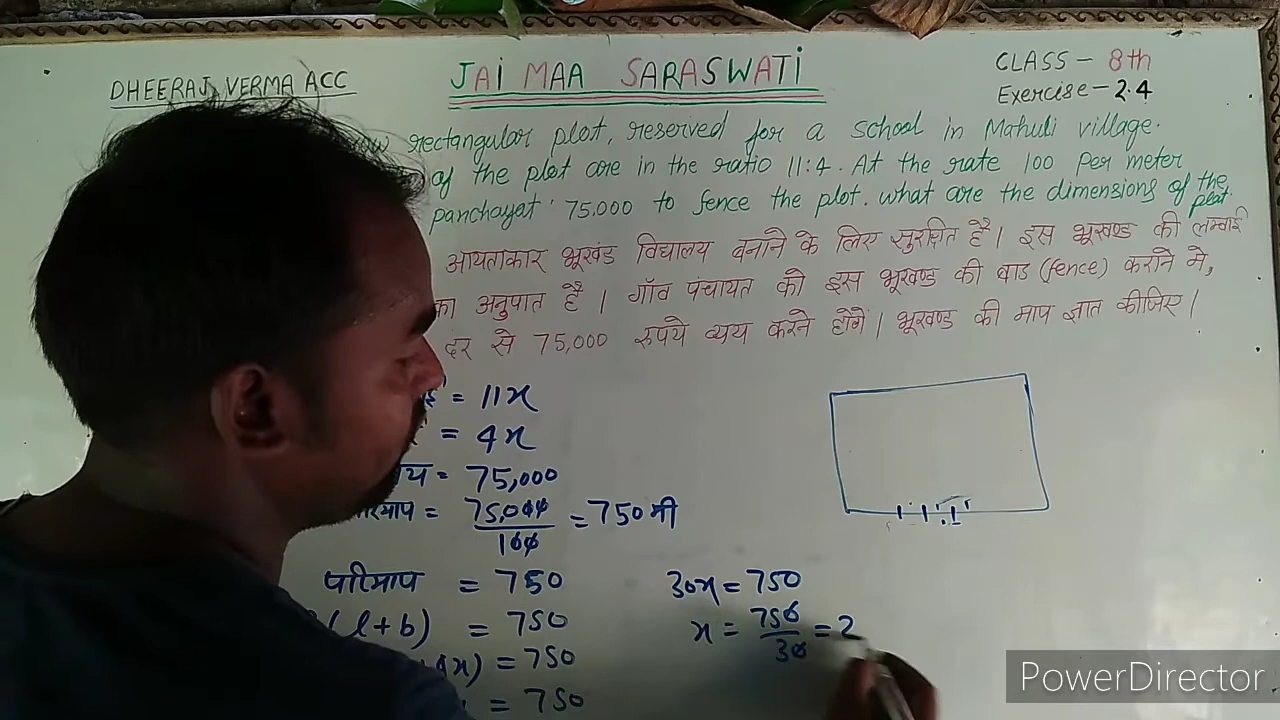 DHEERAJ VERMA ACC
JAI MAA SARASWATI
CLASS - 8th
Exercise - 2.4
rectangular plot, reserved for a school in Mahuli village.
of the plot are in the ratio 11:4. At the rate 100 Per meter
panchayat 75.000 to fence the plot. what are the dimensions of the plat
आयताकार भूखंड विद्यालय बनाने के लिए सुरक्षित है। इस भूखण्ड की लम्बाई
का अनुपात है। गाँव पंचायत को इस भूखण्ड की वाड (fence) कराने मे,
दर से 75,000 रुपये व्यय करने होंगे। भूखण्ड की माप ज्ञात कीजिए।
= 11x
= 4x
= 75,000
= 75,000/100 = 750 मी
परिमाप = 750
(l+b) = 750
4x) = 750
= 750
30x = 750
x = 750/30 = 2
PowerDirector